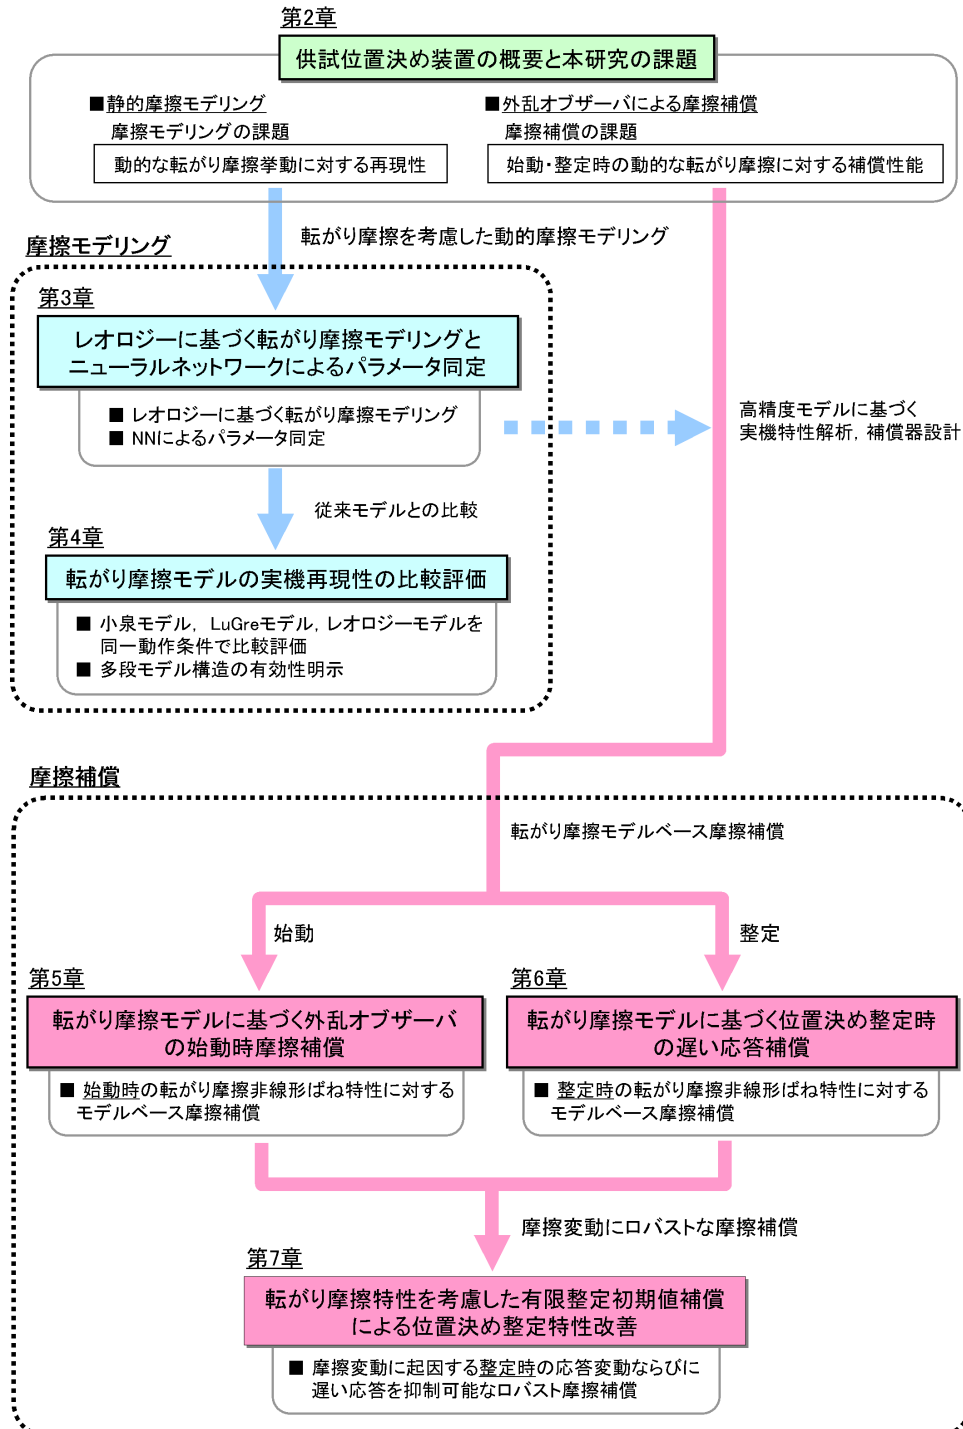 第2章
供試位置決め装置の概要と本研究の課題
■静的摩擦モデリング
摩擦モデリングの課題
動的な転がり摩擦挙動に対する再現性
■外乱オブザーバによる摩擦補償
摩擦補償の課題
始動・整定時の動的な転がり摩擦に対する補償性能
転がり摩擦を考慮した動的摩擦モデリング
摩擦モデリング
第3章
レオロジーに基づく転がり摩擦モデリングと
ニューラルネットワークによるパラメータ同定
■ レオロジーに基づく転がり摩擦モデリング
■ NNによるパラメータ同定
高精度モデルに基づく
実機特性解析, 補償器設計
従来モデルとの比較
第4章
転がり摩擦モデルの実機再現性の比較評価
■ 小泉モデル, LuGreモデル, レオロジーモデルを
同一動作条件で比較評価
■ 多段モデル構造の有効性明示
摩擦補償
転がり摩擦モデルベース摩擦補償
始動
整定
第5章
転がり摩擦モデルに基づく外乱オブザーバ
の始動時摩擦補償
■ 始動時の転がり摩擦非線形ばね特性に対する
モデルベース摩擦補償
第6章
転がり摩擦モデルに基づく位置決め整定時
の遅い応答補償
■ 整定時の転がり摩擦非線形ばね特性に対する
モデルベース摩擦補償
摩擦変動にロバストな摩擦補償
第7章
転がり摩擦特性を考慮した有限整定初期値補償
による位置決め整定特性改善
■ 摩擦変動に起因する整定時の応答変動ならびに
遅い応答を抑制可能なロバスト摩擦補償